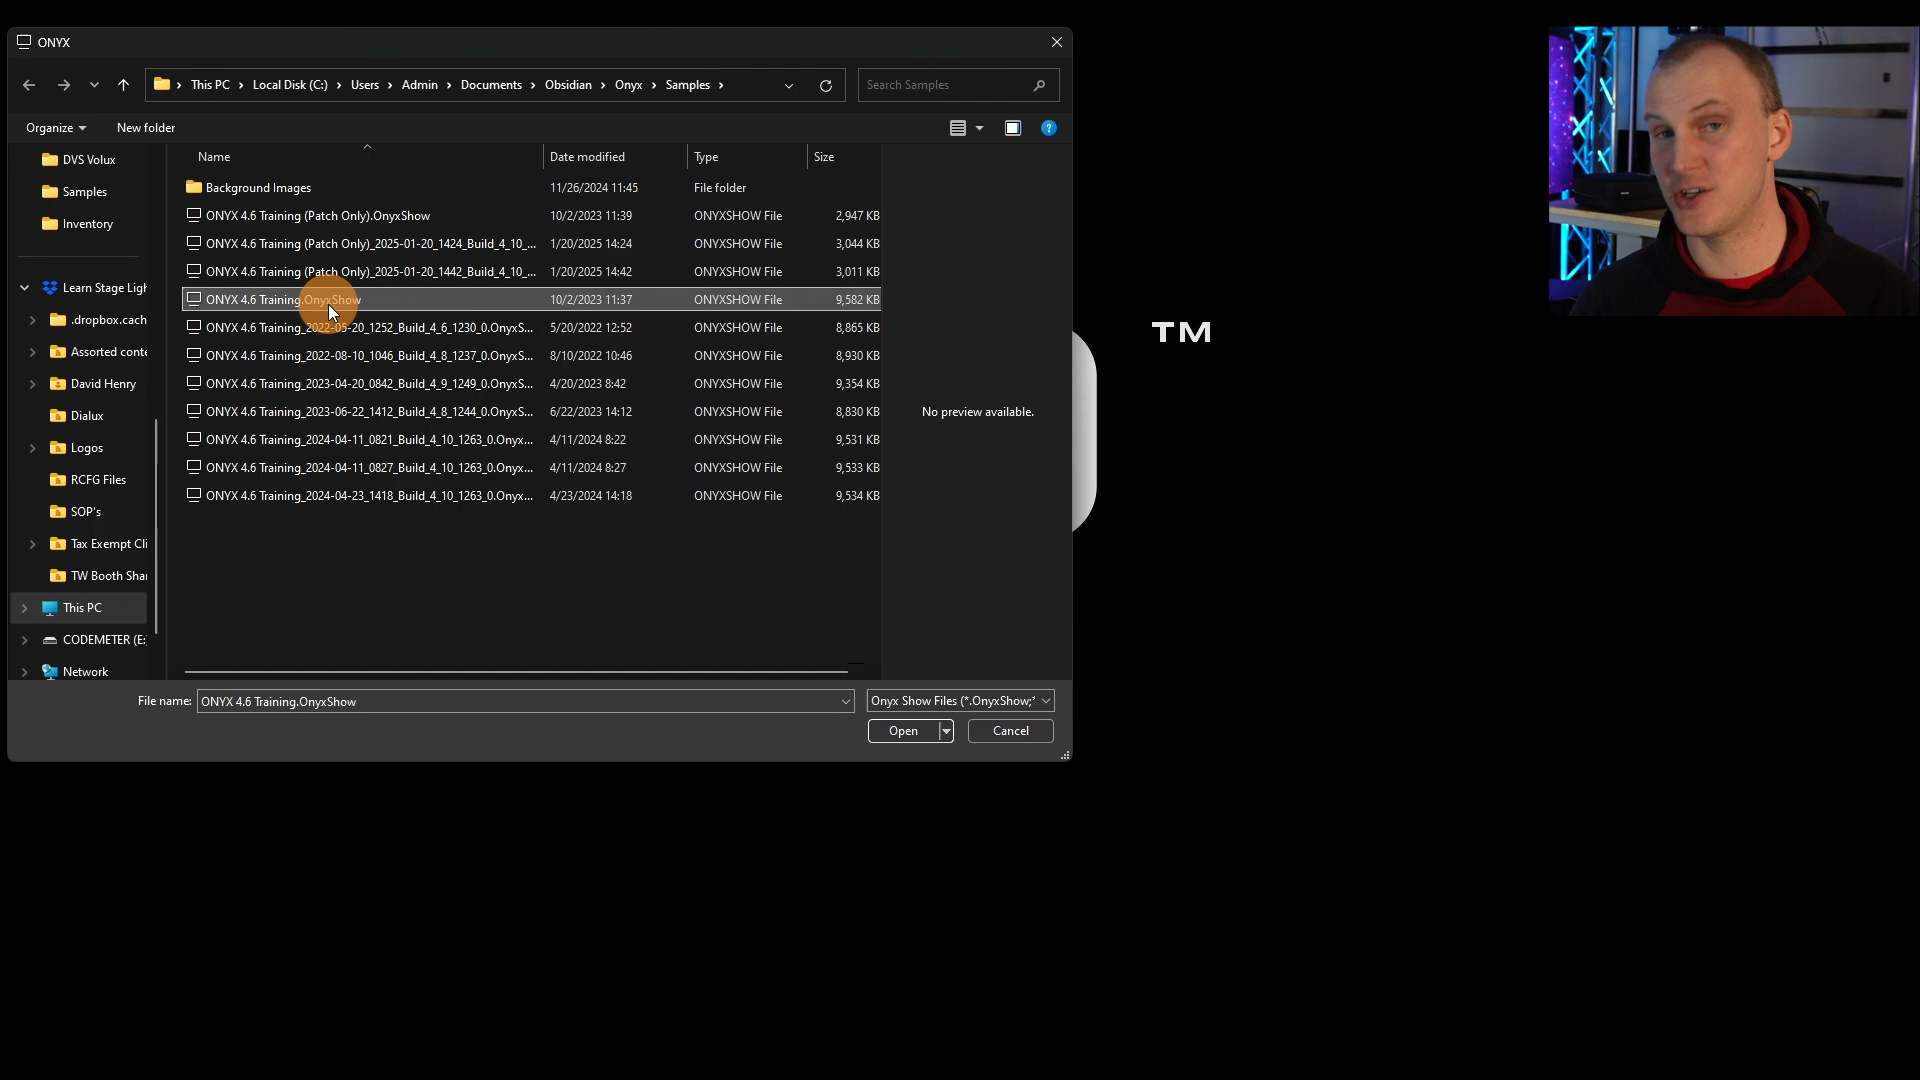 ONYX
This PC Local Disk (C:) Users Admin Documents Obsidian Onyx Samples
Search Samples
Organize New folder
DVS Volux
Samples
Inventory
Learn Stage Ligh
.dropbox.cach
Assorted conte
David Henry
Dialux
Logos
RCFG Files
SOP's
Tax Exempt Cli
TW Booth Shar
This PC
CODEMETER (E:
Network
Name Date modified Type Size
Background Images 11/26/2024 11:45 File folder
ONYX 4.6 Training (Patch Only).OnyxShow 10/2/2023 11:39 ONYXSHOW File 2,947 KB
ONYX 4.6 Training (Patch Only)_2025-01-20_1424_Build_4_10_... 1/20/2025 14:24 ONYXSHOW File 3,044 KB
ONYX 4.6 Training (Patch Only)_2025-01-20_1442_Build_4_10_... 1/20/2025 14:42 ONYXSHOW File 3,011 KB
ONYX 4.6 Training.OnyxShow 10/2/2023 11:37 ONYXSHOW File 9,582 KB
ONYX 4.6 Training_2022-05-20_1252_Build_4_6_1230_0.OnyxS... 5/20/2022 12:52 ONYXSHOW File 8,865 KB
ONYX 4.6 Training_2022-08-10_1046_Build_4_8_1237_0.OnyxS... 8/10/2022 10:46 ONYXSHOW File 8,930 KB
ONYX 4.6 Training_2023-04-20_0842_Build_4_9_1249_0.OnyxS... 4/20/2023 8:42 ONYXSHOW File 9,354 KB
ONYX 4.6 Training_2023-06-22_1412_Build_4_8_1244_0.OnyxS... 6/22/2023 14:12 ONYXSHOW File 8,830 KB
ONYX 4.6 Training_2024-04-11_0821_Build_4_10_1263_0.Onyx... 4/11/2024 8:22 ONYXSHOW File 9,531 KB
ONYX 4.6 Training_2024-04-11_0827_Build_4_10_1263_0.Onyx... 4/11/2024 8:27 ONYXSHOW File 9,533 KB
ONYX 4.6 Training_2024-04-23_1418_Build_4_10_1263_0.Onyx... 4/23/2024 14:18 ONYXSHOW File 9,534 KB
No preview available.
File name: ONYX 4.6 Training.OnyxShow Onyx Show Files (*.OnyxShow;*
Open Cancel
TM